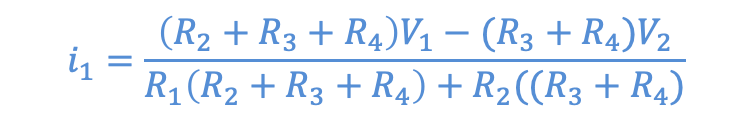 i₁ = (R₂ + R₃ + R₄)V₁ − (R₃ + R₄)V₂ / R₁(R₂ + R₃ + R₄) + R₂((R₃ + R₄)